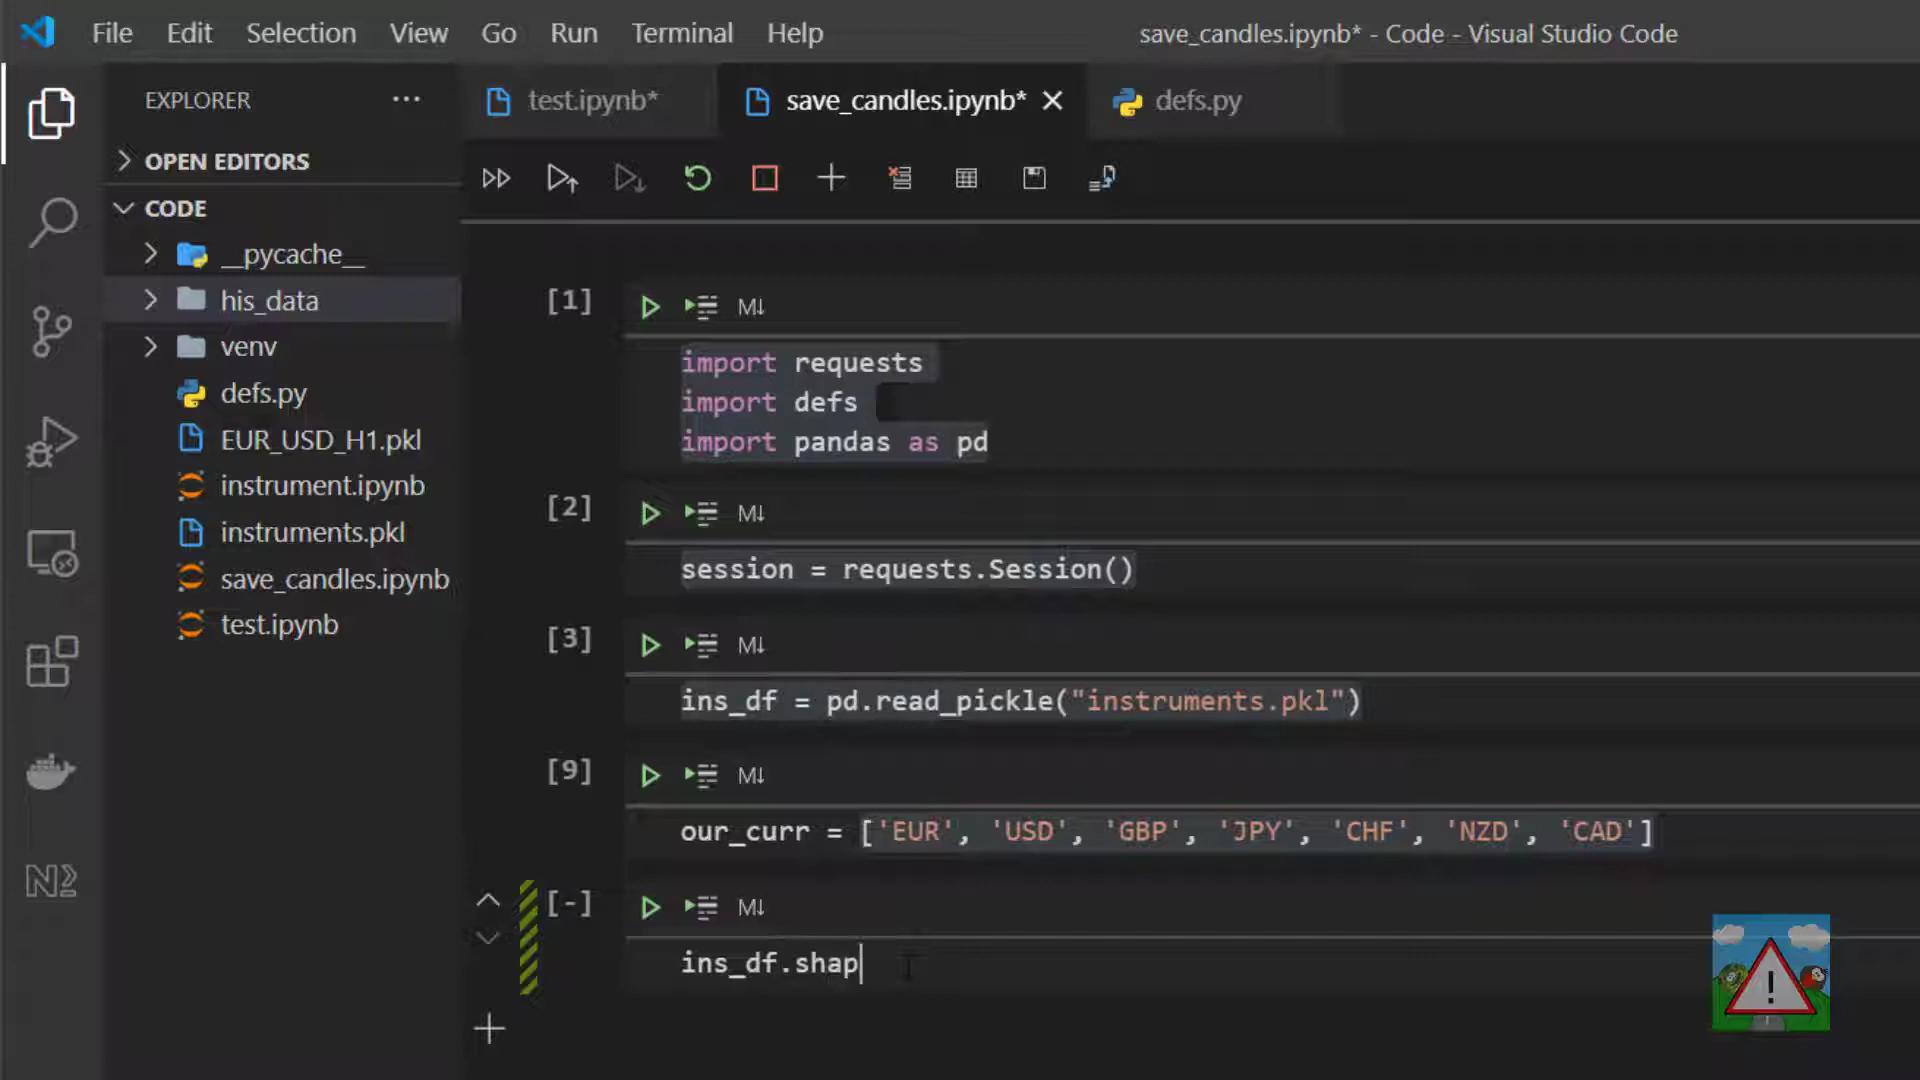 File Edit Selection View Go Run Terminal Help
save_candles.ipynb* - Code - Visual Studio Code
EXPLORER
test.ipynb*
save_candles.ipynb*
defs.py
OPEN EDITORS
CODE
__pycache__
his_data
venv
defs.py
EUR_USD_H1.pkl
instrument.ipynb
instruments.pkl
save_candles.ipynb
test.ipynb
[1]
M↓
import requests
import defs
import pandas as pd
[2]
M↓
session = requests.Session()
[3]
M↓
ins_df = pd.read_pickle("instruments.pkl")
[9]
M↓
our_curr = ['EUR', 'USD', 'GBP', 'JPY', 'CHF', 'NZD', 'CAD']
[-]
M↓
ins_df.shap